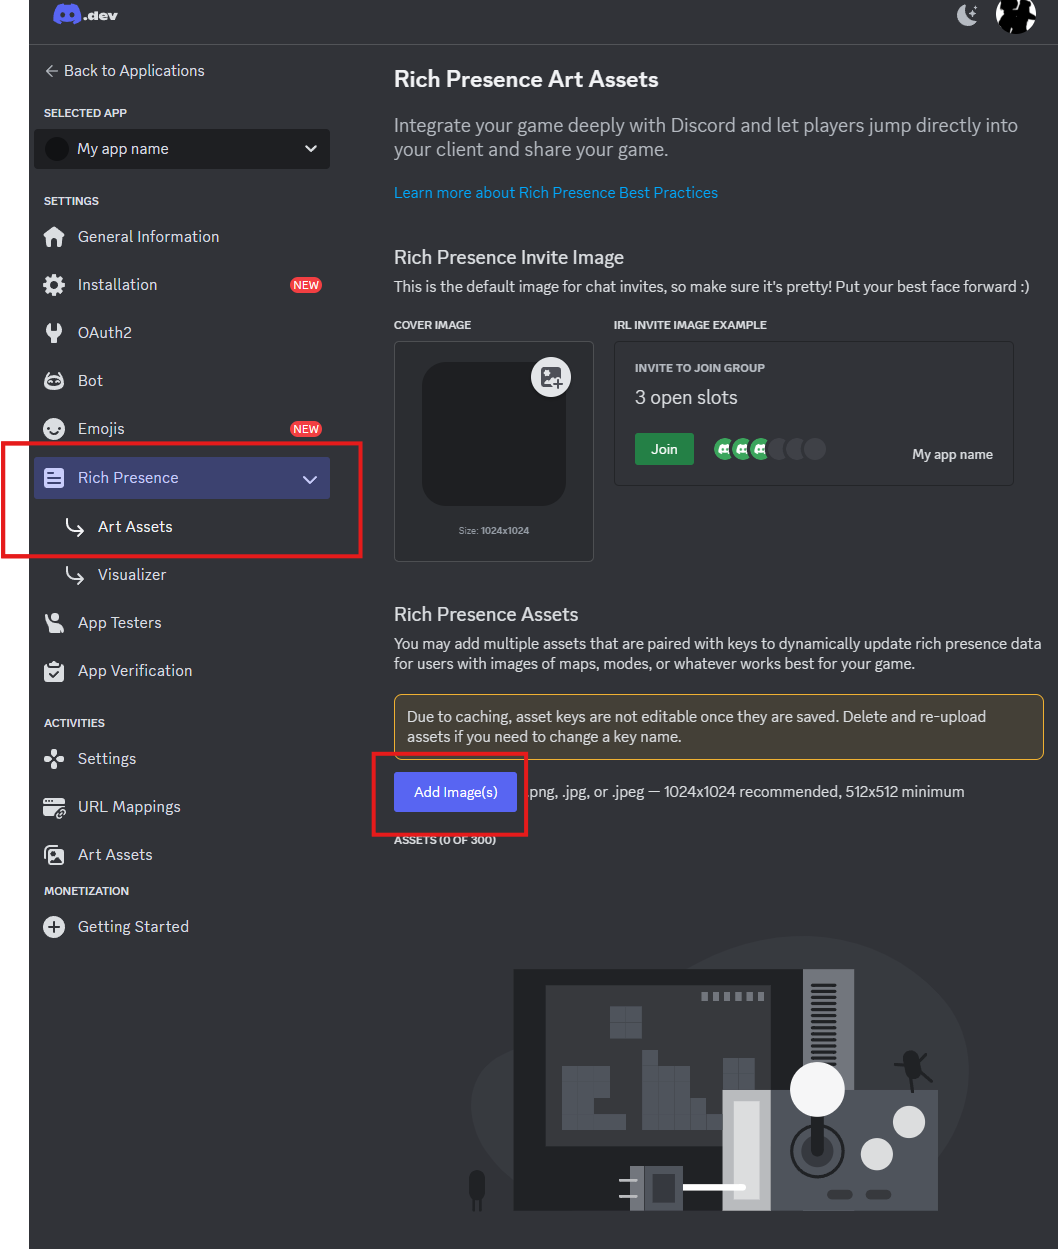 .dev
Back to Applications
SELECTED APP
My app name
SETTINGS
General Information
Installation
NEW
OAuth2
Bot
Emojis
NEW
Rich Presence
Art Assets
Visualizer
App Testers
App Verification
ACTIVITIES
Settings
URL Mappings
Art Assets
MONETIZATION
Getting Started
Rich Presence Art Assets
Integrate your game deeply with Discord and let players jump directly into
your client and share your game.
Learn more about Rich Presence Best Practices
Rich Presence Invite Image
This is the default image for chat invites, so make sure it's pretty! Put your best face forward :)
COVER IMAGE
Size: 1024x1024
IRL INVITE IMAGE EXAMPLE
INVITE TO JOIN GROUP
3 open slots
Join
My app name
Rich Presence Assets
You may add multiple assets that are paired with keys to dynamically update rich presence data
for users with images of maps, modes, or whatever works best for your game.
Due to caching, asset keys are not editable once they are saved. Delete and re-upload
assets if you need to change a key name.
Add Image(s)
.png, .jpg, or .jpeg — 1024x1024 recommended, 512x512 minimum
ASSETS (0 OF 300)